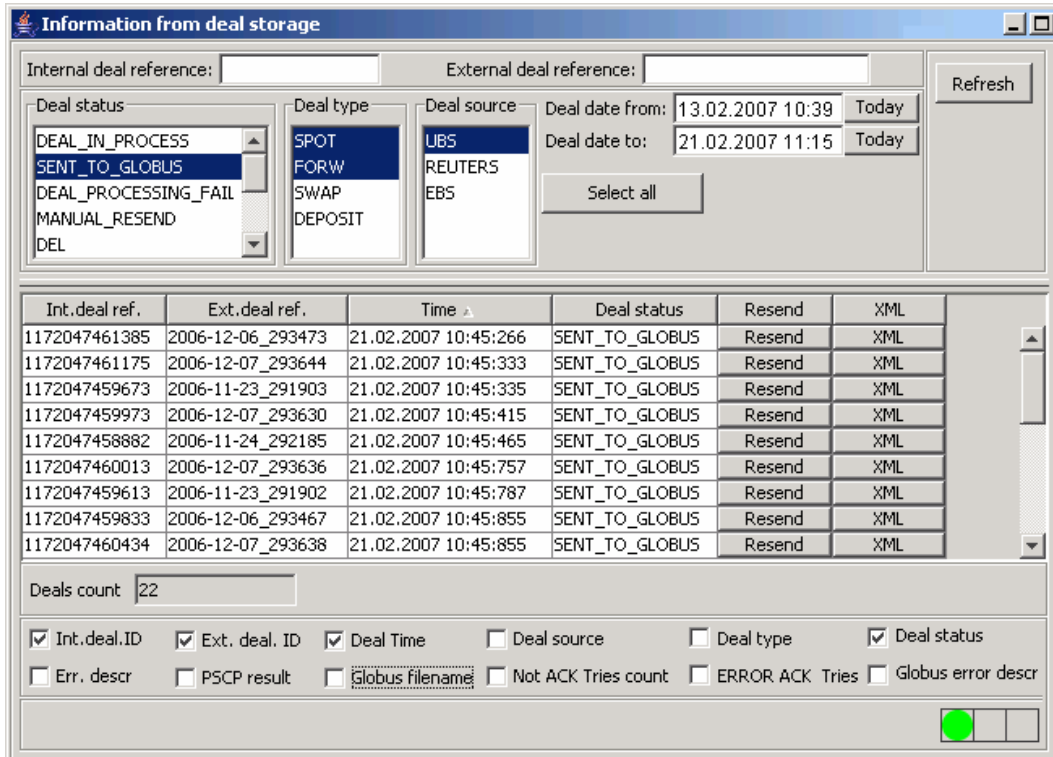 Information from deal storage
Internal deal reference: External deal reference: Refresh
Deal status Deal type Deal source Deal date from: 13.02.2007 10:39 Today
DEAL_IN_PROCESS SPOT UBS Deal date to: 21.02.2007 11:15 Today
SENT_TO_GLOBUS FORW REUTERS
DEAL_PROCESSING_FAIL SWAP EBS Select all
MANUAL_RESEND DEPOSIT
DEL
Int.deal ref. Ext.deal ref. Time Deal status Resend XML
1172047461385 2006-12-06_293473 21.02.2007 10:45:266 SENT_TO_GLOBUS Resend XML
1172047461175 2006-12-07_293644 21.02.2007 10:45:333 SENT_TO_GLOBUS Resend XML
1172047459673 2006-11-23_291903 21.02.2007 10:45:335 SENT_TO_GLOBUS Resend XML
1172047459973 2006-12-07_293630 21.02.2007 10:45:415 SENT_TO_GLOBUS Resend XML
1172047458882 2006-11-24_292185 21.02.2007 10:45:465 SENT_TO_GLOBUS Resend XML
1172047460013 2006-12-07_293636 21.02.2007 10:45:757 SENT_TO_GLOBUS Resend XML
1172047459613 2006-11-23_291902 21.02.2007 10:45:787 SENT_TO_GLOBUS Resend XML
1172047459833 2006-12-06_293467 21.02.2007 10:45:855 SENT_TO_GLOBUS Resend XML
1172047460434 2006-12-07_293638 21.02.2007 10:45:855 SENT_TO_GLOBUS Resend XML
Deals count 22
Int.deal.ID Ext. deal. ID Deal Time Deal source Deal type Deal status
Err. descr PSCP result Globus filename Not ACK Tries count ERROR ACK Tries Globus error descr